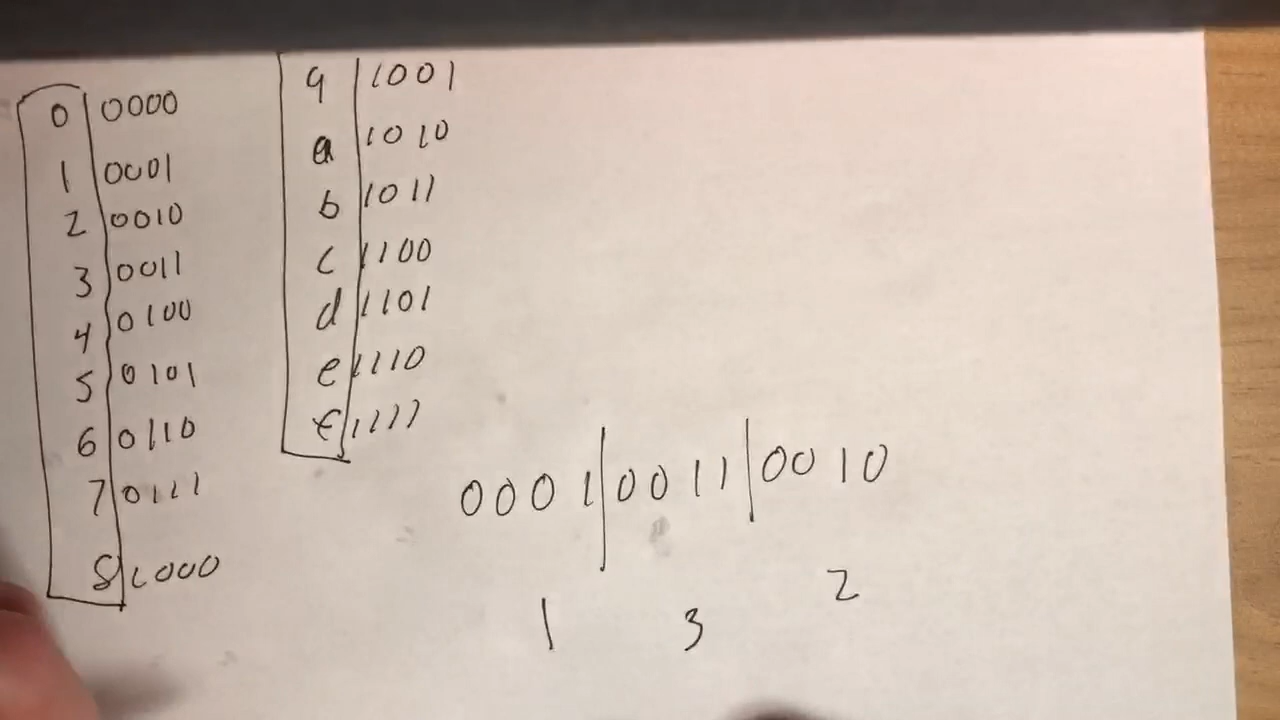 0 0000
1 0001
2 0010
3 0011
4 0100
5 0101
6 0110
7 0111
8 1000
9 1001
a 1010
b 1011
c 1100
d 1101
e 1110
f 1111
0001 0011 0010
1 3 2